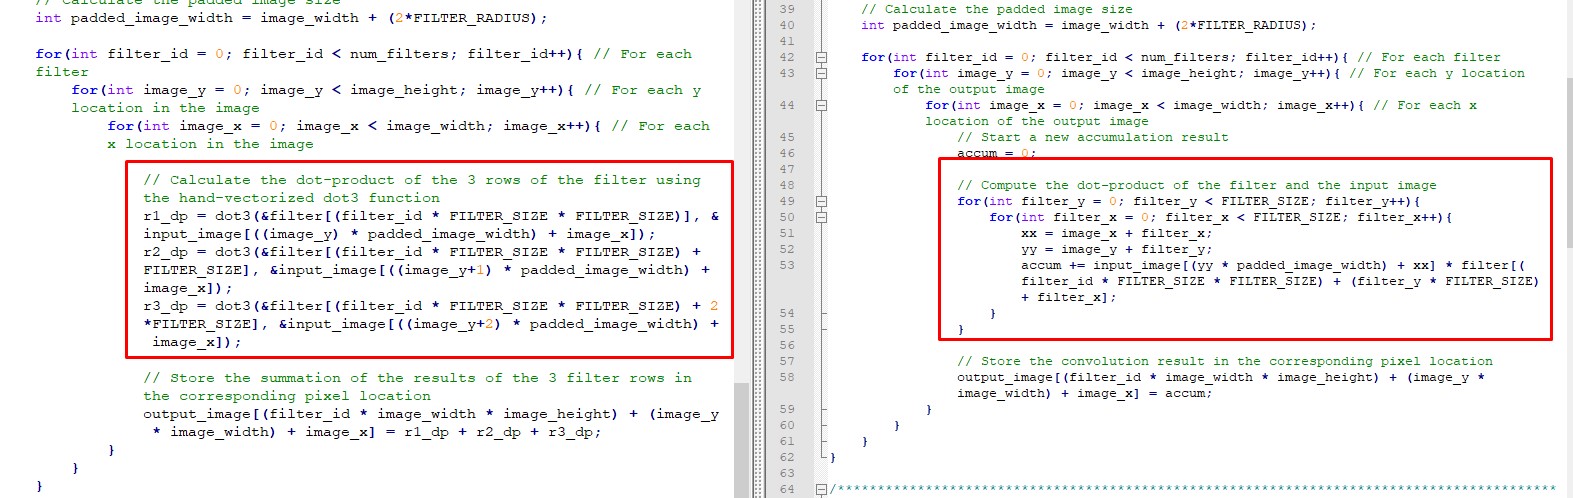 // Calculate the padded image size
int padded_image_width = image_width + (2*FILTER_RADIUS);
for(int filter_id = 0; filter_id < num_filters; filter_id++){ // For each
filter
for(int image_y = 0; image_y < image_height; image_y++){ // For each y
location in the image
for(int image_x = 0; image_x < image_width; image_x++){ // For each
x location in the image
// Calculate the dot-product of the 3 rows of the filter using
the hand-vectorized dot3 function
r1_dp = dot3(&filter[(filter_id * FILTER_SIZE * FILTER_SIZE)], &
input_image[((image_y) * padded_image_width) + image_x]);
r2_dp = dot3(&filter[(filter_id * FILTER_SIZE * FILTER_SIZE) +
FILTER_SIZE], &input_image[((image_y+1) * padded_image_width) +
image_x]);
r3_dp = dot3(&filter[(filter_id * FILTER_SIZE * FILTER_SIZE) + 2
*FILTER_SIZE], &input_image[((image_y+2) * padded_image_width) +
image_x]);
// Store the summation of the results of the 3 filter rows in
the corresponding pixel location
output_image[(filter_id * image_width * image_height) + (image_y
* image_width) + image_x] = r1_dp + r2_dp + r3_dp;
}
}
}
39 // Calculate the padded image size
40 int padded_image_width = image_width + (2*FILTER_RADIUS);
41
42 for(int filter_id = 0; filter_id < num_filters; filter_id++){ // For each filter
43 for(int image_y = 0; image_y < image_height; image_y++){ // For each y location
of the output image
44 for(int image_x = 0; image_x < image_width; image_x++){ // For each x
location of the output image
45 // Start a new accumulation result
46 accum = 0;
47
48 // Compute the dot-product of the filter and the input image
49 for(int filter_y = 0; filter_y < FILTER_SIZE; filter_y++){
50 for(int filter_x = 0; filter_x < FILTER_SIZE; filter_x++){
51 xx = image_x + filter_x;
52 yy = image_y + filter_y;
53 accum += input_image[(yy * padded_image_width) + xx] * filter[(
filter_id * FILTER_SIZE * FILTER_SIZE) + (filter_y * FILTER_SIZE)
+ filter_x];
54 }
55 }
56
57 // Store the convolution result in the corresponding pixel location
58 output_image[(filter_id * image_width * image_height) + (image_y *
image_width) + image_x] = accum;
59 }
60 }
61 }
62 }
63
64 /******************************************************************************************